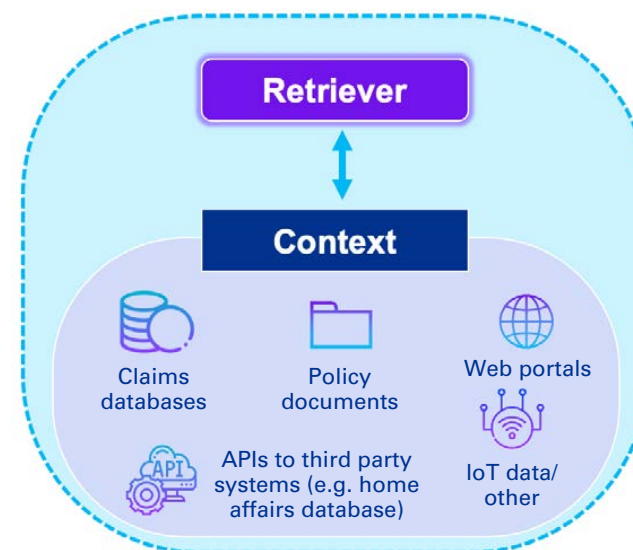 Retriever
Context
Claims
databases
Policy
documents
Web portals
API
APIs to third party
systems (e.g. home
affairs database)
IoT data/
other